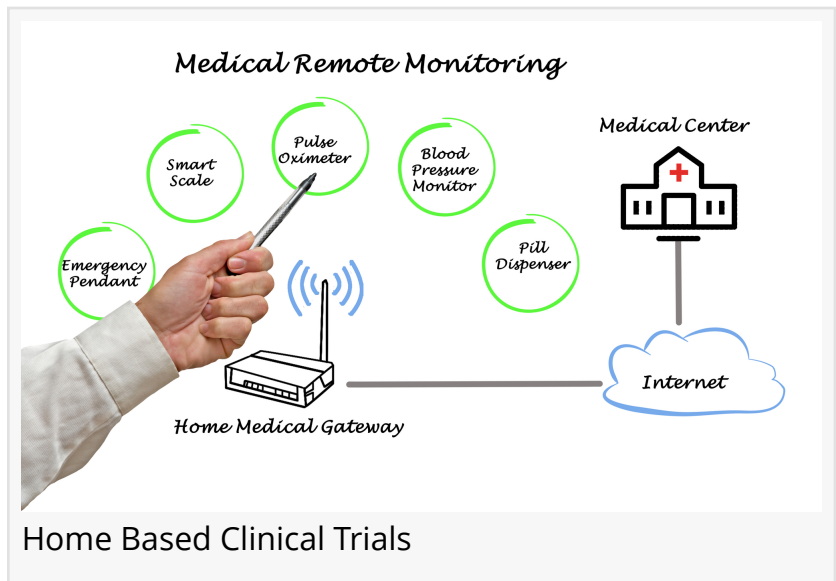 Medical Remote Monitoring
Pulse
Oximeter
Smart
Scale
Blood
Pressure
Monitor
Medical Center
Emergency
Pendant
Pill
Dispenser
Internet
Home Medical Gateway
Home Based Clinical Trials